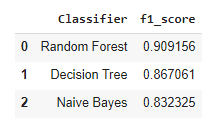 Classifier f1_score
0 Random Forest 0.909156
1 Decision Tree 0.867061
2 Naive Bayes 0.832325